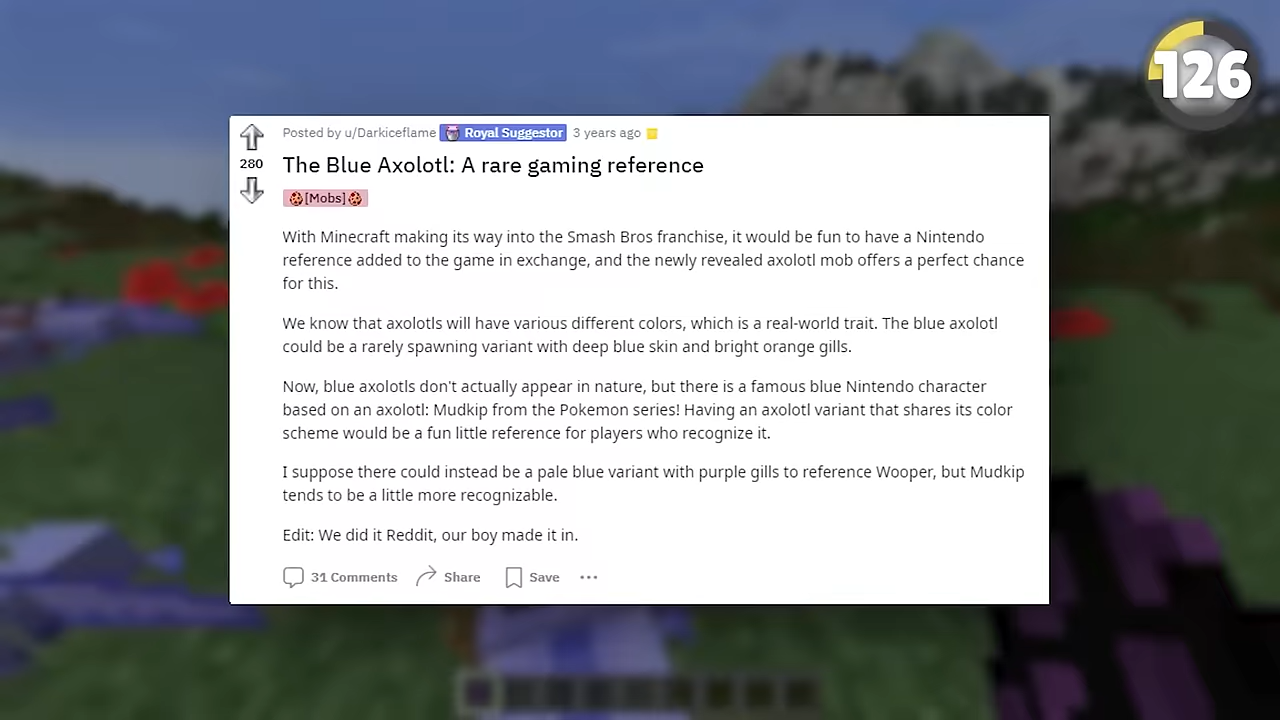 126
Posted by u/Darkiceflame Royal Suggestor 3 years ago
280
The Blue Axolotl: A rare gaming reference
[Mobs]
With Minecraft making its way into the Smash Bros franchise, it would be fun to have a Nintendo
reference added to the game in exchange, and the newly revealed axolotl mob offers a perfect chance
for this.
We know that axolotls will have various different colors, which is a real-world trait. The blue axolotl
could be a rarely spawning variant with deep blue skin and bright orange gills.
Now, blue axolotls don't actually appear in nature, but there is a famous blue Nintendo character
based on an axolotl: Mudkip from the Pokemon series! Having an axolotl variant that shares its color
scheme would be a fun little reference for players who recognize it.
I suppose there could instead be a pale blue variant with purple gills to reference Wooper, but Mudkip
tends to be a little more recognizable.
Edit: We did it Reddit, our boy made it in.
31 Comments Share Save